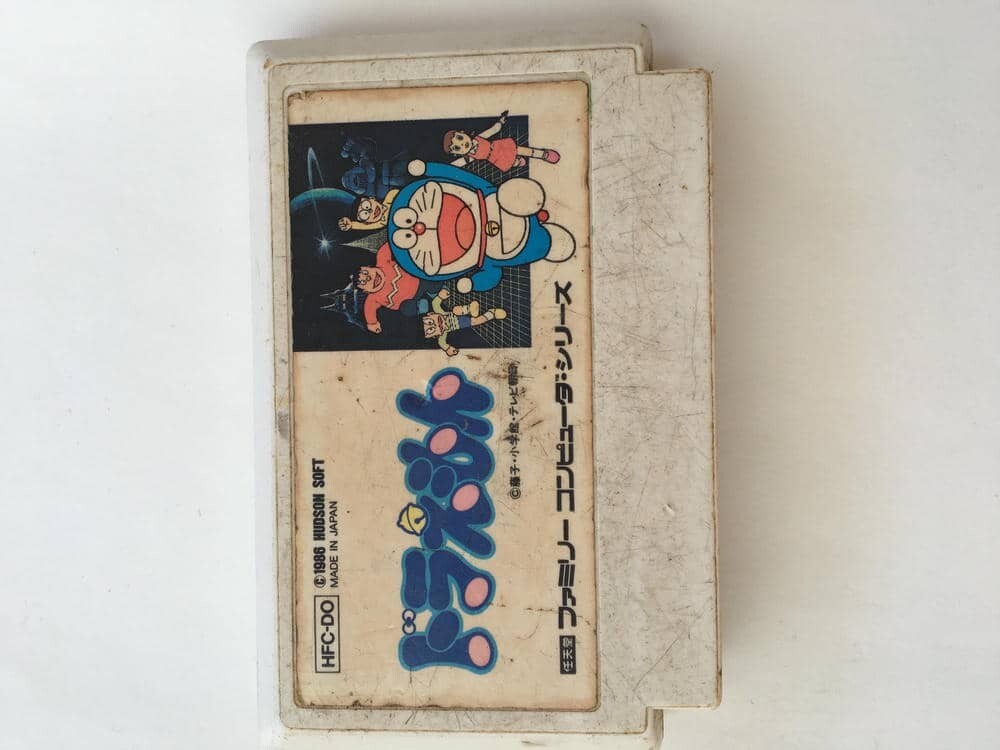 HFC-DO
©1986 HUDSON SOFT
MADE IN JAPAN
ドラえもん
©藤子・小学館・テレビ朝日
任天堂 ファミリー コンピュータ・シリーズ